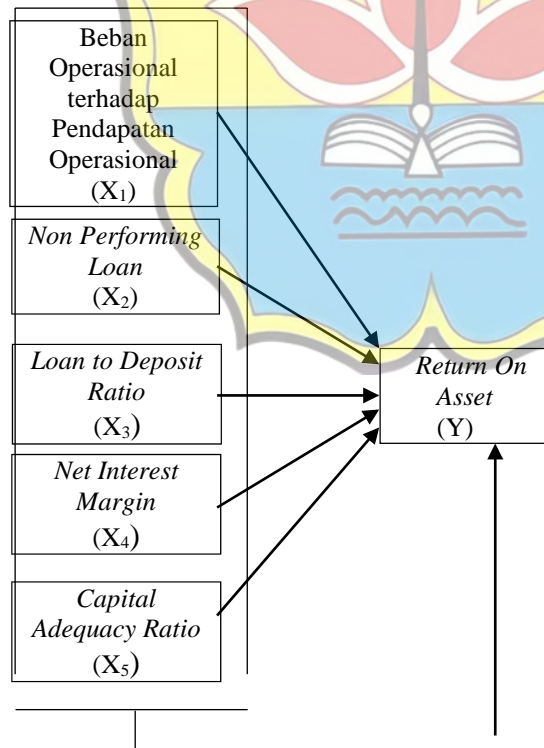 Beban
Operasional
terhadap
Pendapatan
Operasional
(X₁)
Non Performing
Loan
(X₂)
Loan to Deposit
Ratio
(X₃)
Net Interest
Margin
(X₄)
Capital
Adequacy Ratio
(X₅)
Return On
Asset
(Y)